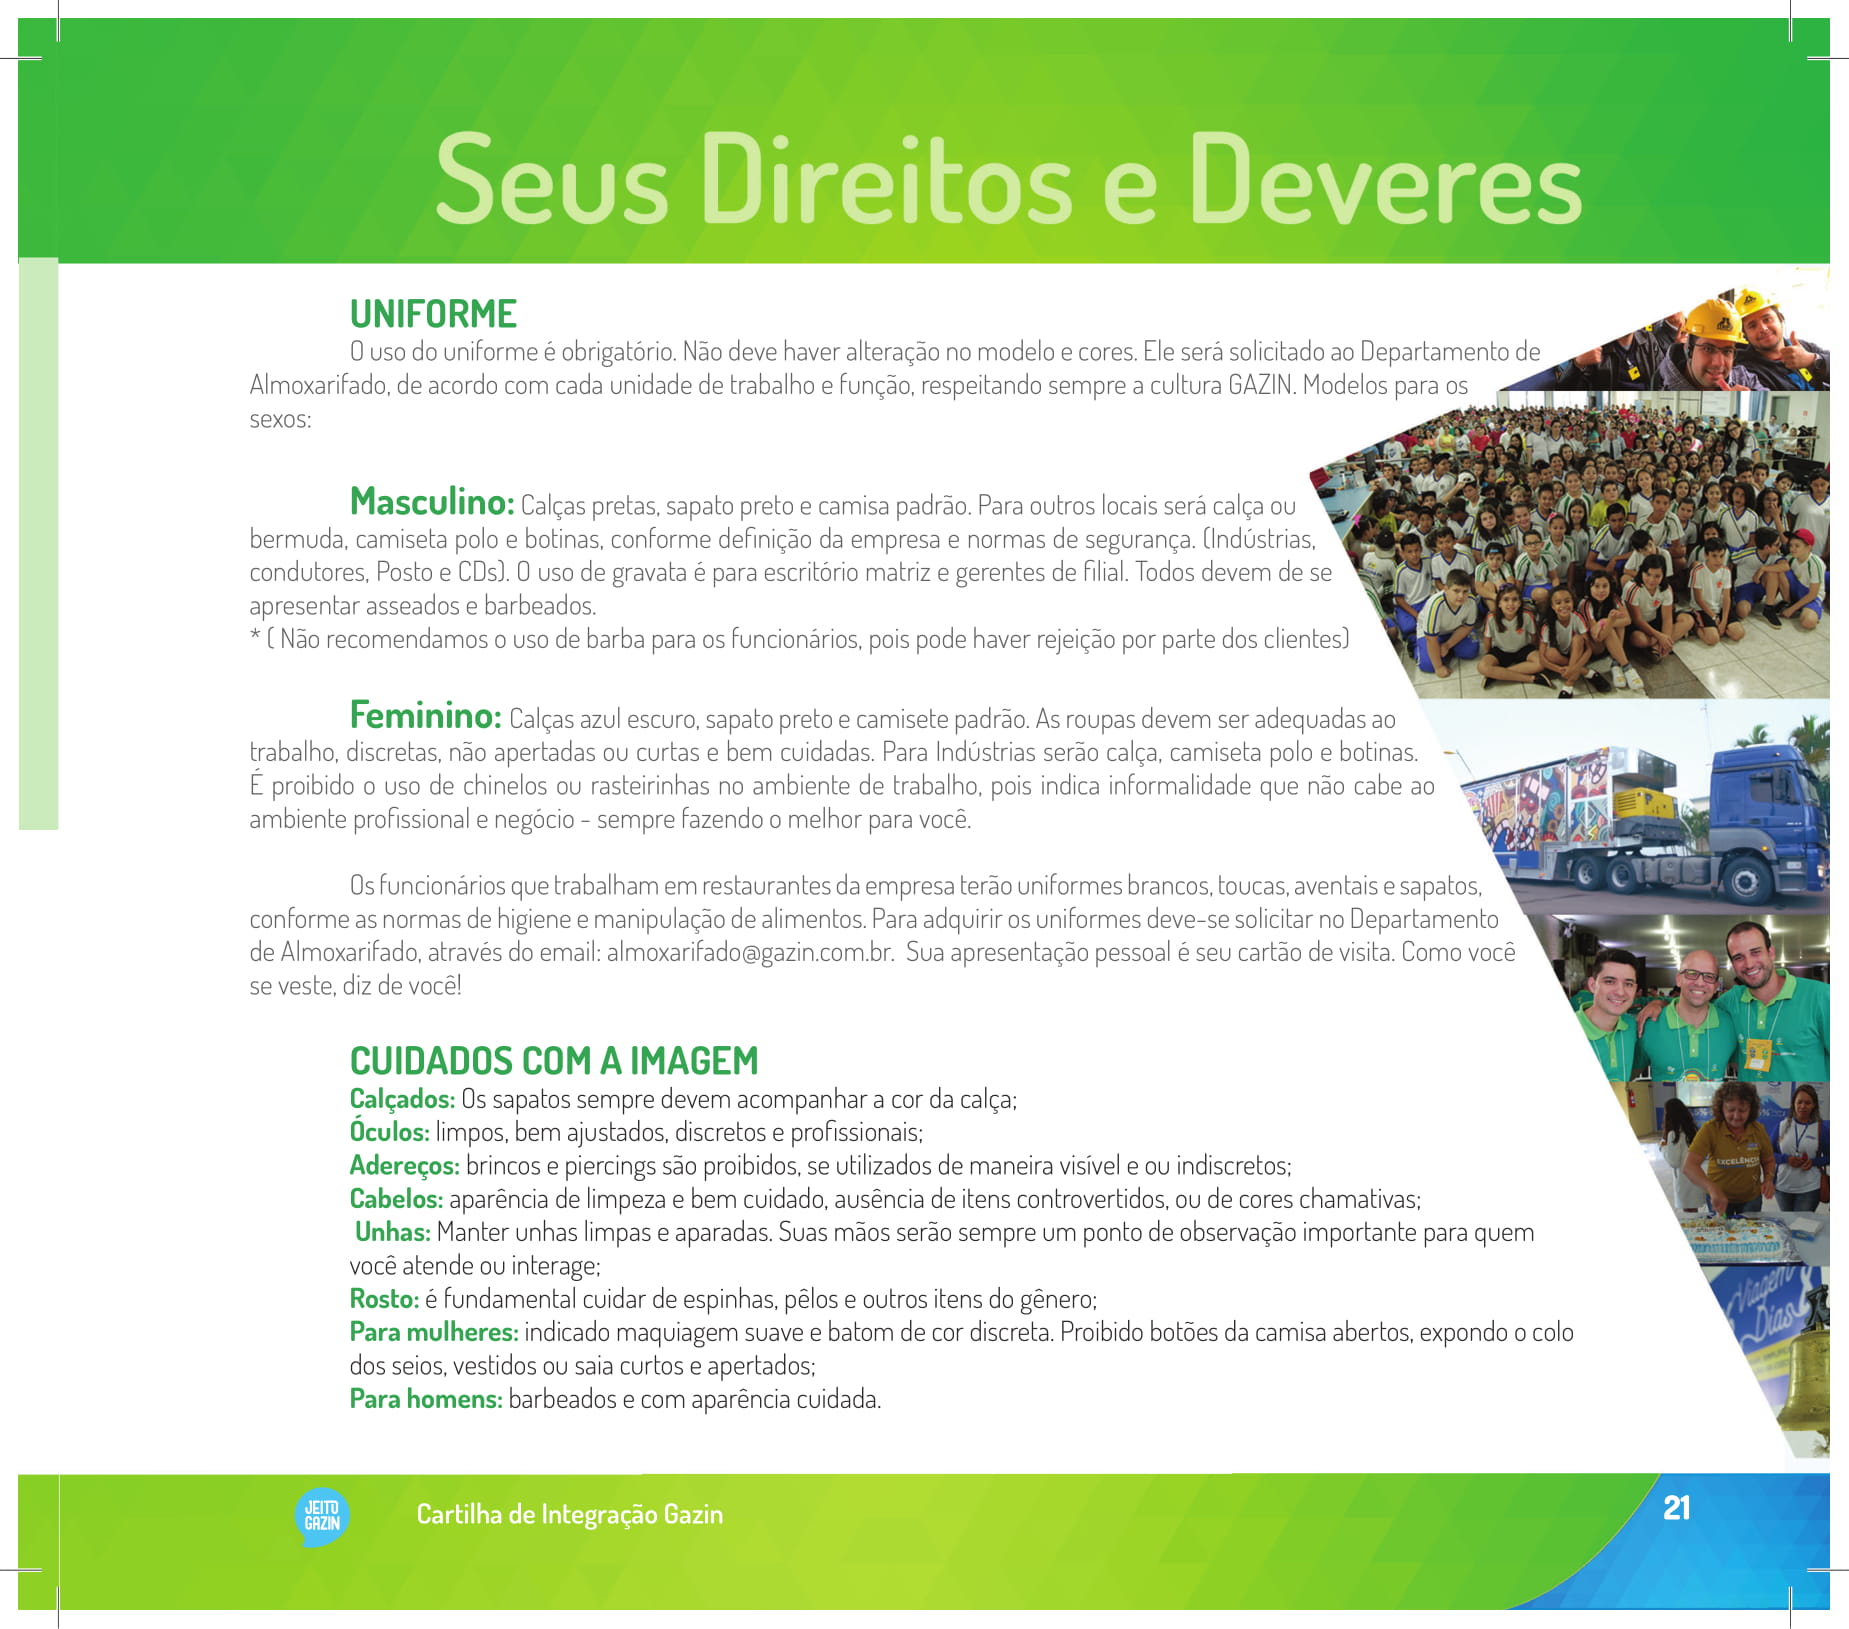 Seus Direitos e Deveres
UNIFORME
O uso do uniforme é obrigatório. Não deve haver alteração no modelo e cores. Ele será solicitado ao Departamento de
Almoxarifado, de acordo com cada unidade de trabalho e função, respeitando sempre a cultura GAZIN. Modelos para os
sexos:
Masculino: Calças pretas, sapato preto e camisa padrão. Para outros locais será calça ou
bermuda, camiseta polo e botinas, conforme definição da empresa e normas de segurança. (Indústrias,
condutores, Posto e CDs). O uso de gravata é para escritório matriz e gerentes de filial. Todos devem de se
apresentar asseados e barbeados.
* ( Não recomendamos o uso de barba para os funcionários, pois pode haver rejeição por parte dos clientes)
Feminino: Calças azul escuro, sapato preto e camisete padrão. As roupas devem ser adequadas ao
trabalho, discretas, não apertadas ou curtas e bem cuidadas. Para Indústrias serão calça, camiseta polo e botinas.
É proibido o uso de chinelos ou rasteirinhas no ambiente de trabalho, pois indica informalidade que não cabe ao
ambiente profissional e negócio - sempre fazendo o melhor para você.
Os funcionários que trabalham em restaurantes da empresa terão uniformes brancos, toucas, aventais e sapatos,
conforme as normas de higiene e manipulação de alimentos. Para adquirir os uniformes deve-se solicitar no Departamento
de Almoxarifado, através do email: almoxarifado@gazin.com.br. Sua apresentação pessoal é seu cartão de visita. Como você
se veste, diz de você!
CUIDADOS COM A IMAGEM
Calçados: Os sapatos sempre devem acompanhar a cor da calça;
Óculos: limpos, bem ajustados, discretos e profissionais;
Adereços: brincos e piercings são proibidos, se utilizados de maneira visível e ou indiscretos;
Cabelos: aparência de limpeza e bem cuidado, ausência de itens controvertidos, ou de cores chamativas;
Unhas: Manter unhas limpas e aparadas. Suas mãos serão sempre um ponto de observação importante para quem
você atende ou interage;
Rosto: é fundamental cuidar de espinhas, pêlos e outros itens do gênero;
Para mulheres: indicado maquiagem suave e batom de cor discreta. Proibido botões da camisa abertos, expondo o colo
dos seios, vestidos ou saia curtos e apertados;
Para homens: barbeados e com aparência cuidada.
EXCELÊNC
Viagem
Dias
JEITO
GAZIN
Cartilha de Integração Gazin
21